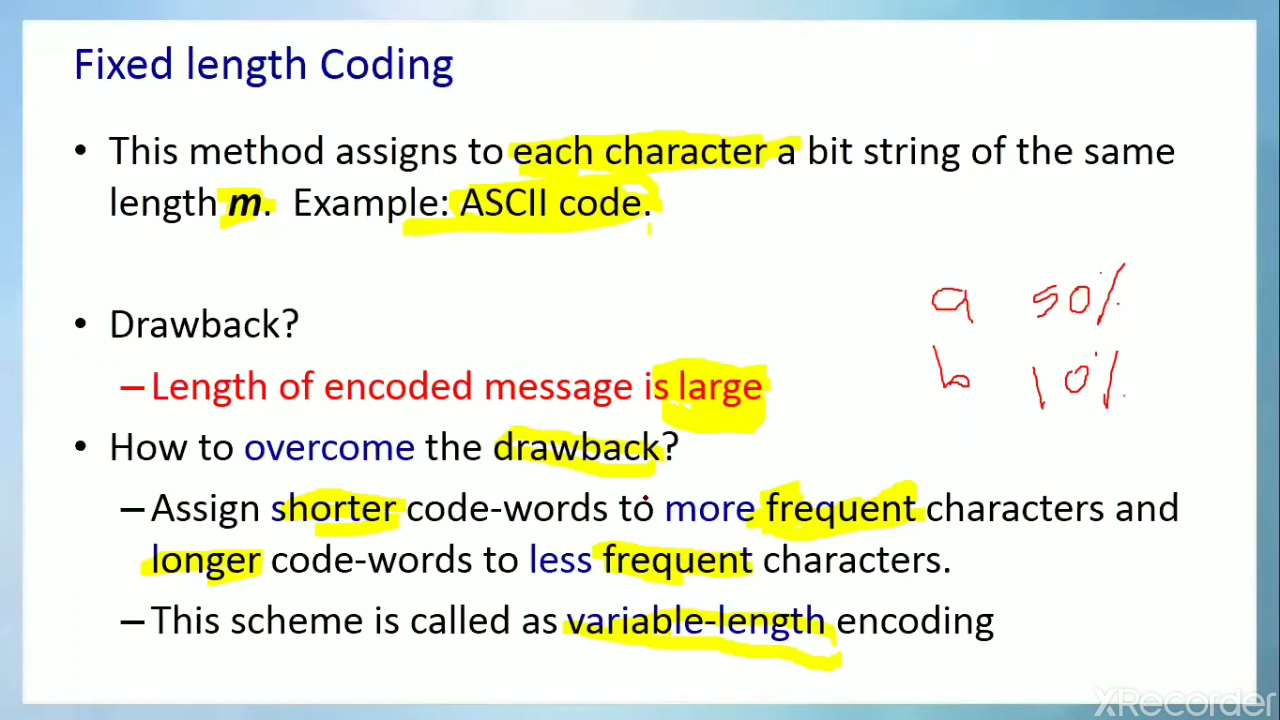 Fixed length Coding
• This method assigns to each character a bit string of the same
length m. Example: ASCII code.
a 50%
• Drawback?
b 10%
–Length of encoded message is large
• How to overcome the drawback?
–Assign shorter code-words to more frequent characters and
longer code-words to less frequent characters.
–This scheme is called as variable-length encoding
XRecorder